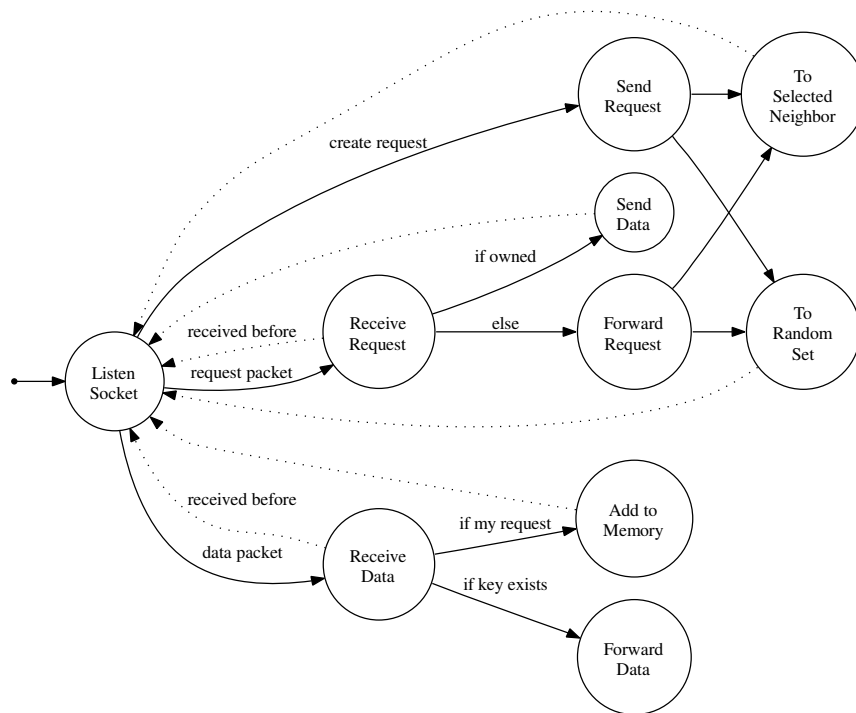 To
Selected
Neighbor
Send
Request
create request
Send
Data
if owned
To
Random
Set
Forward
Request
else
Receive
Request
received before
request packet
Listen
Socket
Add to
Memory
if my request
received before
data packet
Receive
Data
if key exists
Forward
Data